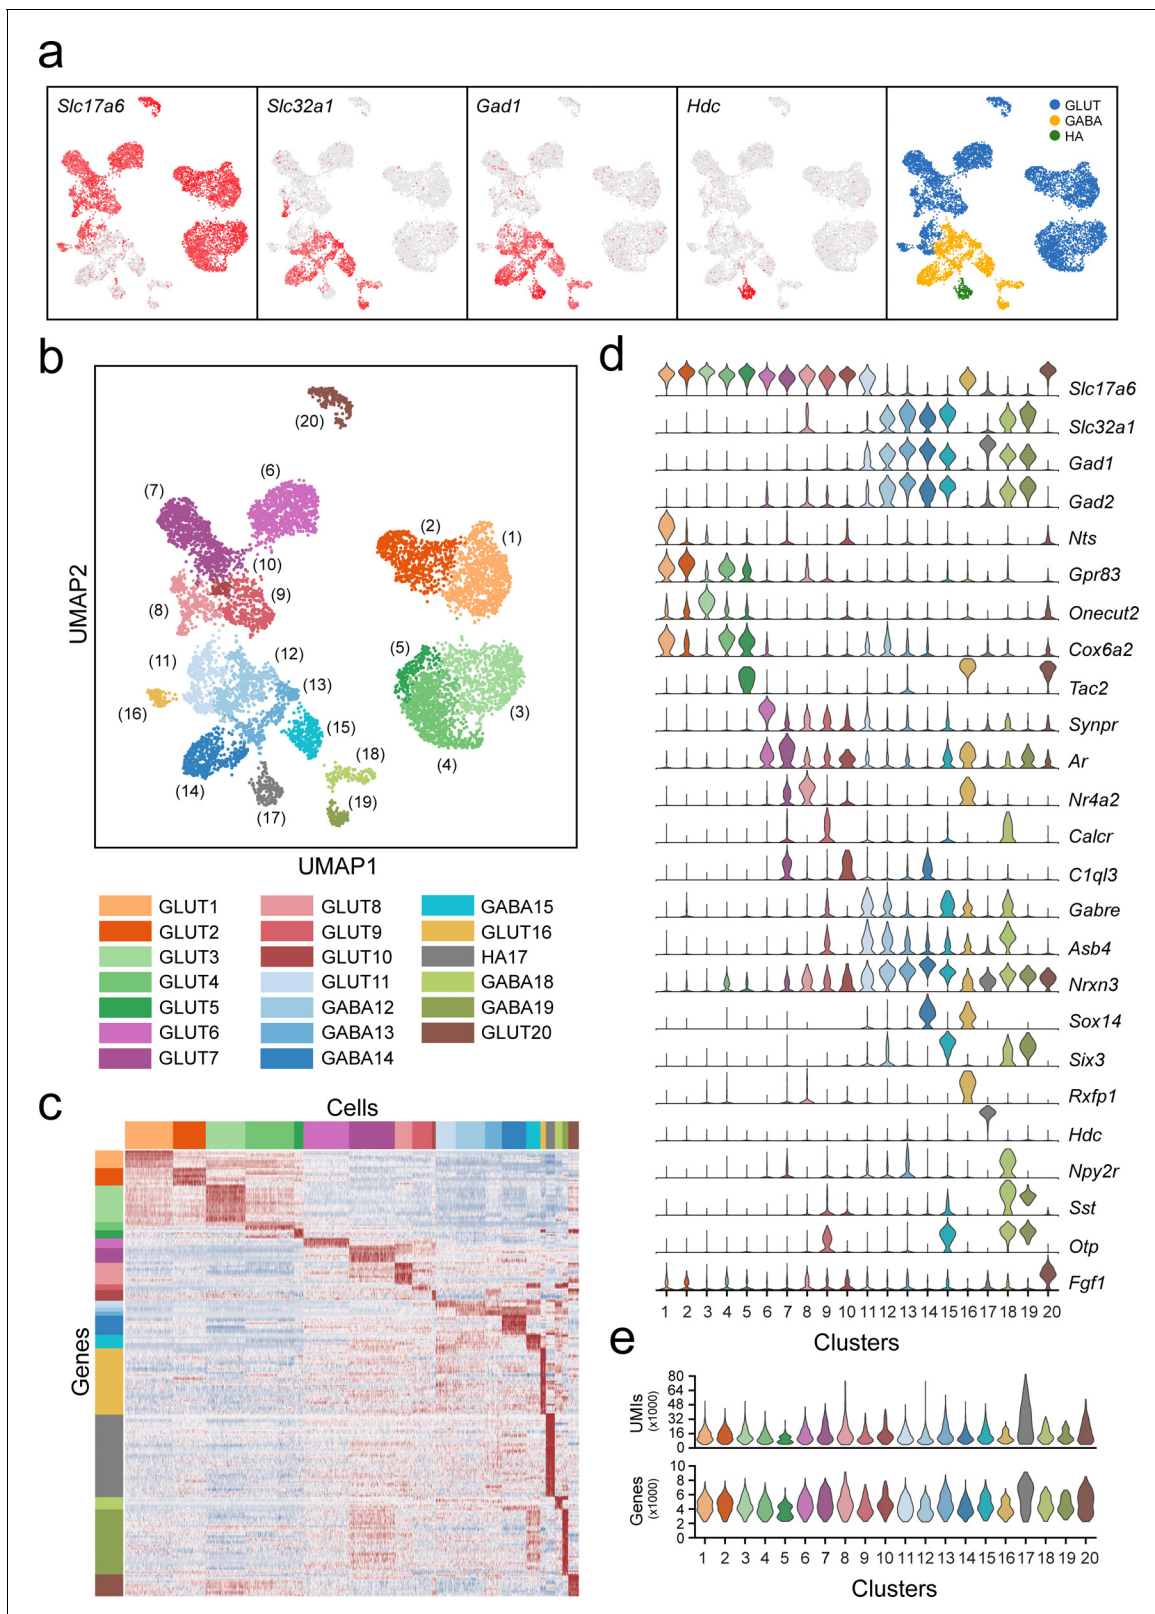 a
Slc17a6
Slc32a1
Gad1
Hdc
GLUT
GABA
HA
b
(20)
(6)
(7)
(2)
(1)
(10)
(9)
(8)
(5)
(11)
(12)
(13)
(16)
(3)
(15)
(4)
(18)
(14)
(17)
(19)
UMAP2
UMAP1
GLUT1
GLUT2
GLUT3
GLUT4
GLUT5
GLUT6
GLUT7
GLUT8
GLUT9
GLUT10
GLUT11
GABA12
GABA13
GABA14
GABA15
GLUT16
HA17
GABA18
GABA19
GLUT20
c
Cells
Genes
d
Slc17a6
Slc32a1
Gad1
Gad2
Nts
Gpr83
Onecut2
Cox6a2
Tac2
Synpr
Ar
Nr4a2
Calcr
C1ql3
Gabre
Asb4
Nrxn3
Sox14
Six3
Rxfp1
Hdc
Npy2r
Sst
Otp
Fgf1
1 2 3 4 5 6 7 8 9 10 11 12 13 14 15 16 17 18 19 20
Clusters
e
UMIs
(x1000)
80
64
48
32
16
0
Genes
(x1000)
10
8
6
4
2
0
1 2 3 4 5 6 7 8 9 10 11 12 13 14 15 16 17 18 19 20
Clusters